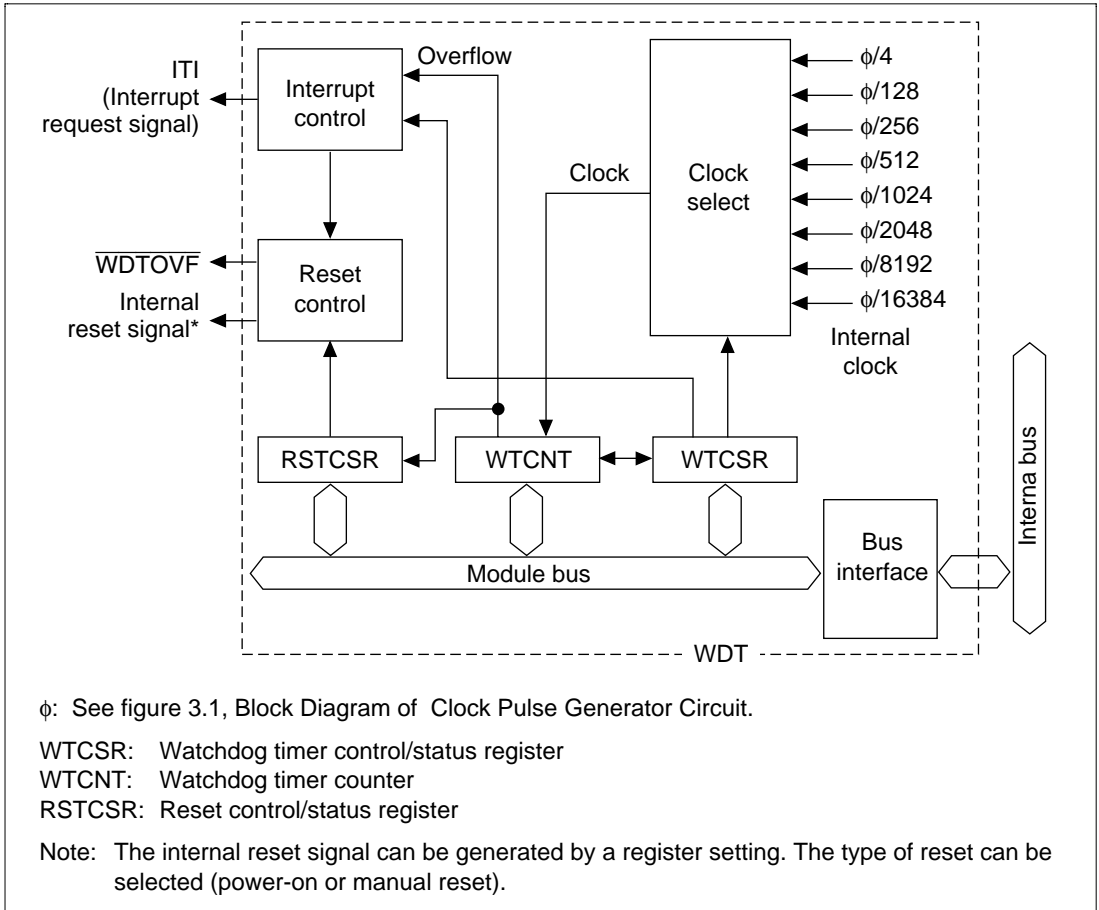 Overflow
ITI
(Interrupt
request signal)
Interrupt
control
ϕ/4
ϕ/128
ϕ/256
ϕ/512
ϕ/1024
ϕ/2048
ϕ/8192
ϕ/16384
Internal
clock
Clock
Clock
select
WDTOVF
Internal
reset signal*
Reset
control
RSTCSR
WTCNT
WTCSR
Module bus
Bus
interface
Interna bus
WDT
ϕ: See figure 3.1, Block Diagram of Clock Pulse Generator Circuit.
WTCSR: Watchdog timer control/status register
WTCNT: Watchdog timer counter
RSTCSR: Reset control/status register
Note: The internal reset signal can be generated by a register setting. The type of reset can be
selected (power-on or manual reset).